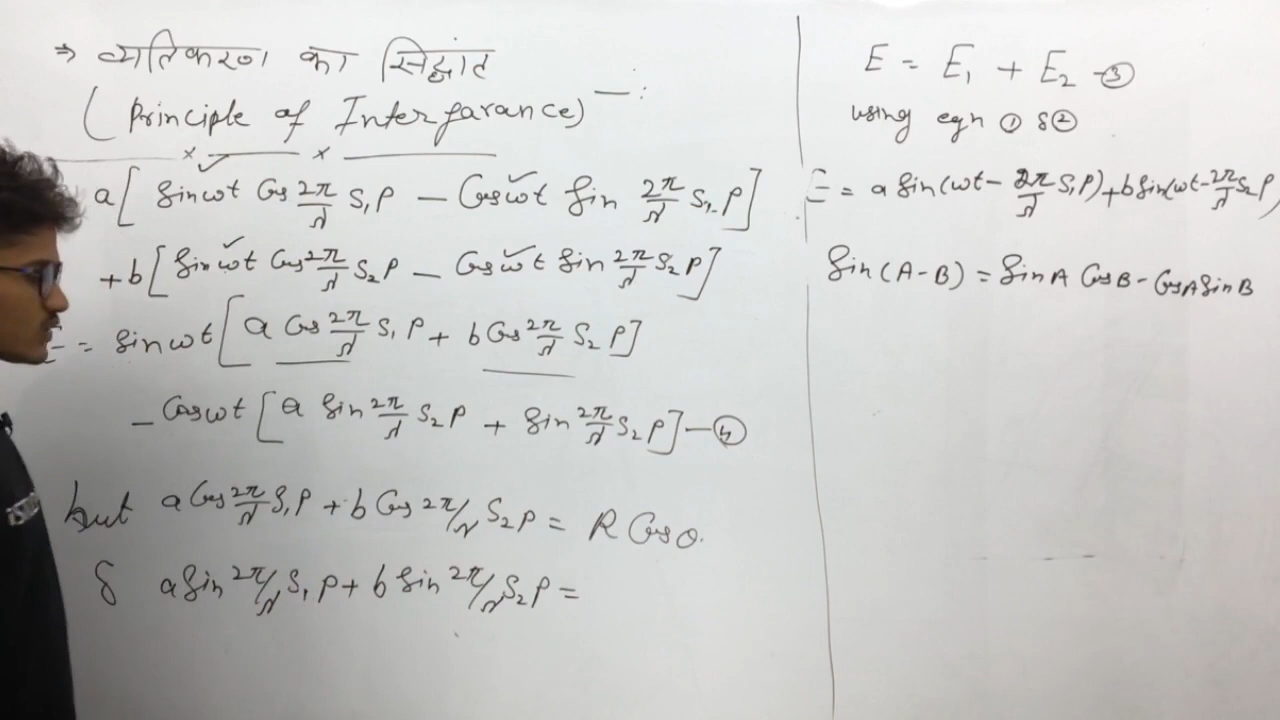 ⇒ व्यतिकरण का सिद्धांत
(Principle of Interfarance) —:
a[ Sinωt Cos 2π/λ S₁P – Cosωt Sin 2π/λ S₁P]
+b[ Sinωt Cos 2π/λ S₂P – Cosωt Sin 2π/λ S₂P]
E = Sinωt[ a Cos 2π/λ S₁P + b Cos 2π/λ S₂P]
– Cosωt [ a Sin 2π/λ S₂P + Sin 2π/λ S₂P] – ④
but a Cos 2π/λ S₁P + b Cos 2π/λ S₂P = R Cosθ.
& a Sin 2π/λ S₁P + b Sin 2π/λ S₂P =
E = E₁ + E₂ – ③
using eqn ① & ②
E = a Sin(ωt – 2π/λ S₁P) + b Sin(ωt – 2π/λ S₂P)
Sin(A – B) = SinA CosB – CosA SinB